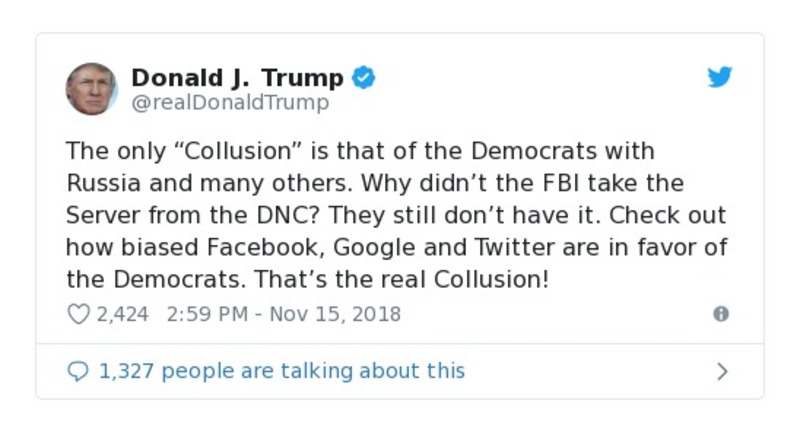 Donald J. Trump
@realDonaldTrump
The only “Collusion” is that of the Democrats with
Russia and many others. Why didn’t the FBI take the
Server from the DNC? They still don’t have it. Check out
how biased Facebook, Google and Twitter are in favor of
the Democrats. That’s the real Collusion!
2,424 2:59 PM - Nov 15, 2018
1,327 people are talking about this